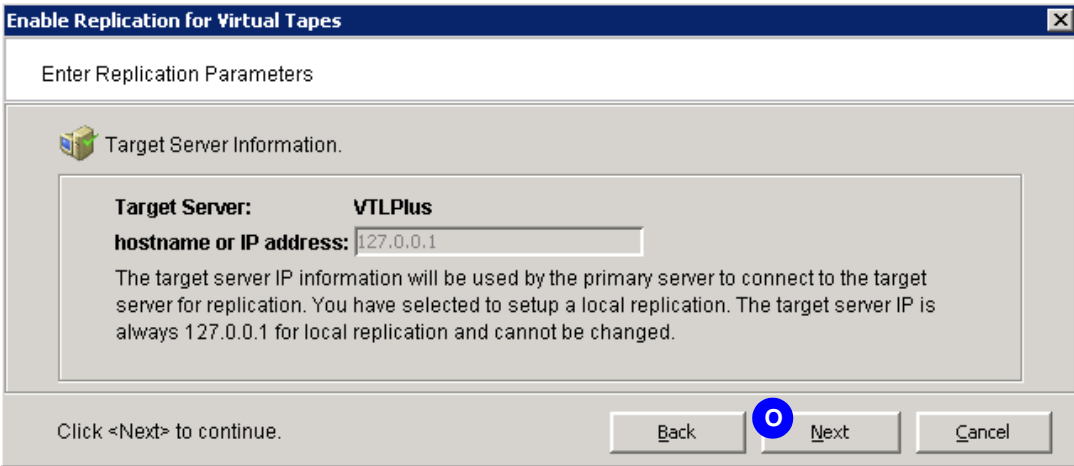 Enable Replication for Virtual Tapes
Enter Replication Parameters
Target Server Information.
Target Server: VTLPlus
hostname or IP address: 127.0.0.1
The target server IP information will be used by the primary server to connect to the target
server for replication. You have selected to setup a local replication. The target server IP is
always 127.0.0.1 for local replication and cannot be changed.
Click <Next> to continue.
Back
O
Next
Cancel